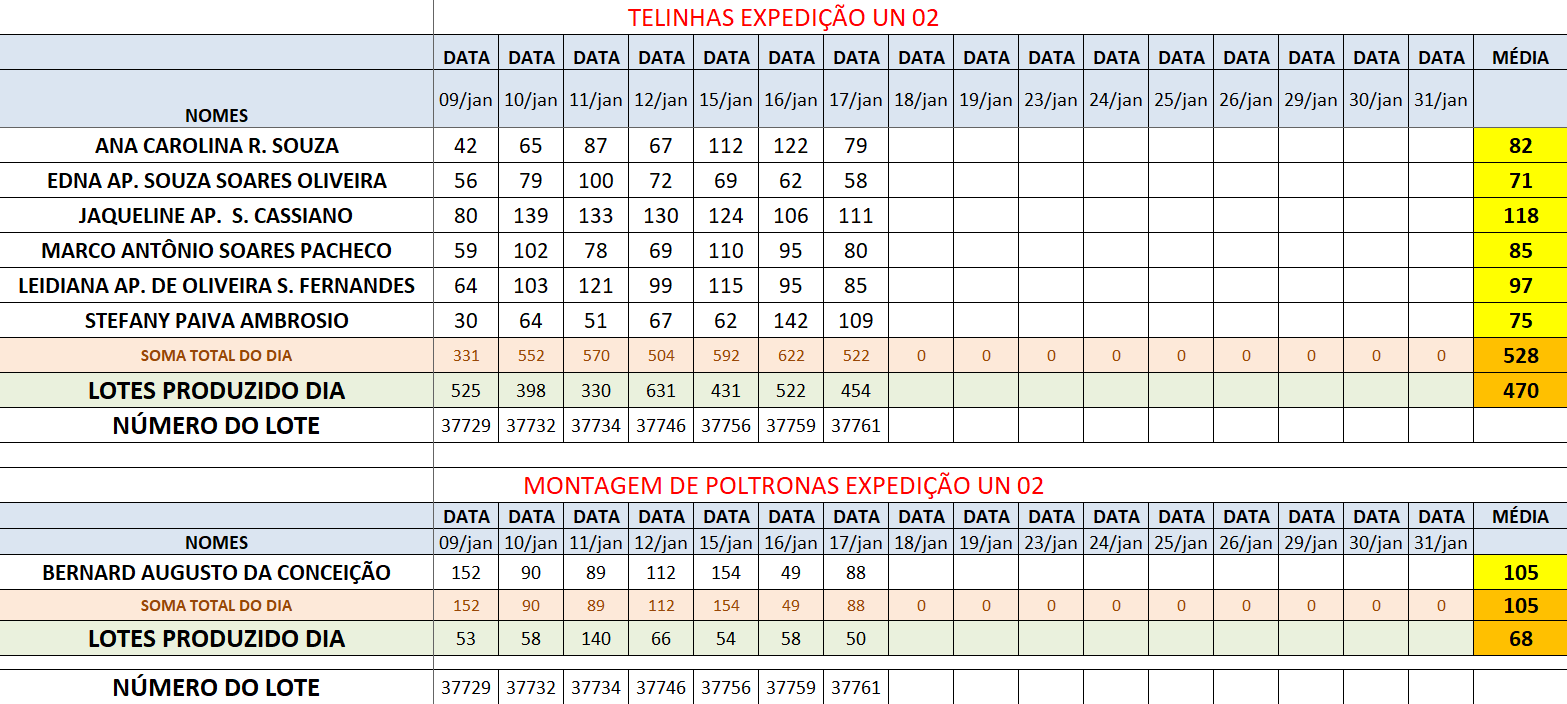 TELINHAS EXPEDIÇÃO UN 02
DATA DATA DATA DATA DATA DATA DATA DATA DATA DATA DATA DATA DATA DATA DATA DATA MÉDIA
NOMES 09/jan 10/jan 11/jan 12/jan 15/jan 16/jan 17/jan 18/jan 19/jan 23/jan 24/jan 25/jan 26/jan 29/jan 30/jan 31/jan
ANA CAROLINA R. SOUZA 42 65 87 67 112 122 79 82
EDNA AP. SOUZA SOARES OLIVEIRA 56 79 100 72 69 62 58 71
JAQUELINE AP. S. CASSIANO 80 139 133 130 124 106 111 118
MARCO ANTÔNIO SOARES PACHECO 59 102 78 69 110 95 80 85
LEIDIANA AP. DE OLIVEIRA S. FERNANDES 64 103 121 99 115 95 85 97
STEFANY PAIVA AMBROSIO 30 64 51 67 62 142 109 75
SOMA TOTAL DO DIA 331 552 570 504 592 622 522 0 0 0 0 0 0 0 0 0 528
LOTES PRODUZIDO DIA 525 398 330 631 431 522 454 470
NÚMERO DO LOTE 37729 37732 37734 37746 37756 37759 37761
MONTAGEM DE POLTRONAS EXPEDIÇÃO UN 02
DATA DATA DATA DATA DATA DATA DATA DATA DATA DATA DATA DATA DATA DATA DATA DATA MÉDIA
NOMES 09/jan 10/jan 11/jan 12/jan 15/jan 16/jan 17/jan 18/jan 19/jan 23/jan 24/jan 25/jan 26/jan 29/jan 30/jan 31/jan
BERNARD AUGUSTO DA CONCEIÇÃO 152 90 89 112 154 49 88 105
SOMA TOTAL DO DIA 152 90 89 112 154 49 88 0 0 0 0 0 0 0 0 0 105
LOTES PRODUZIDO DIA 53 58 140 66 54 58 50 68
NÚMERO DO LOTE 37729 37732 37734 37746 37756 37759 37761